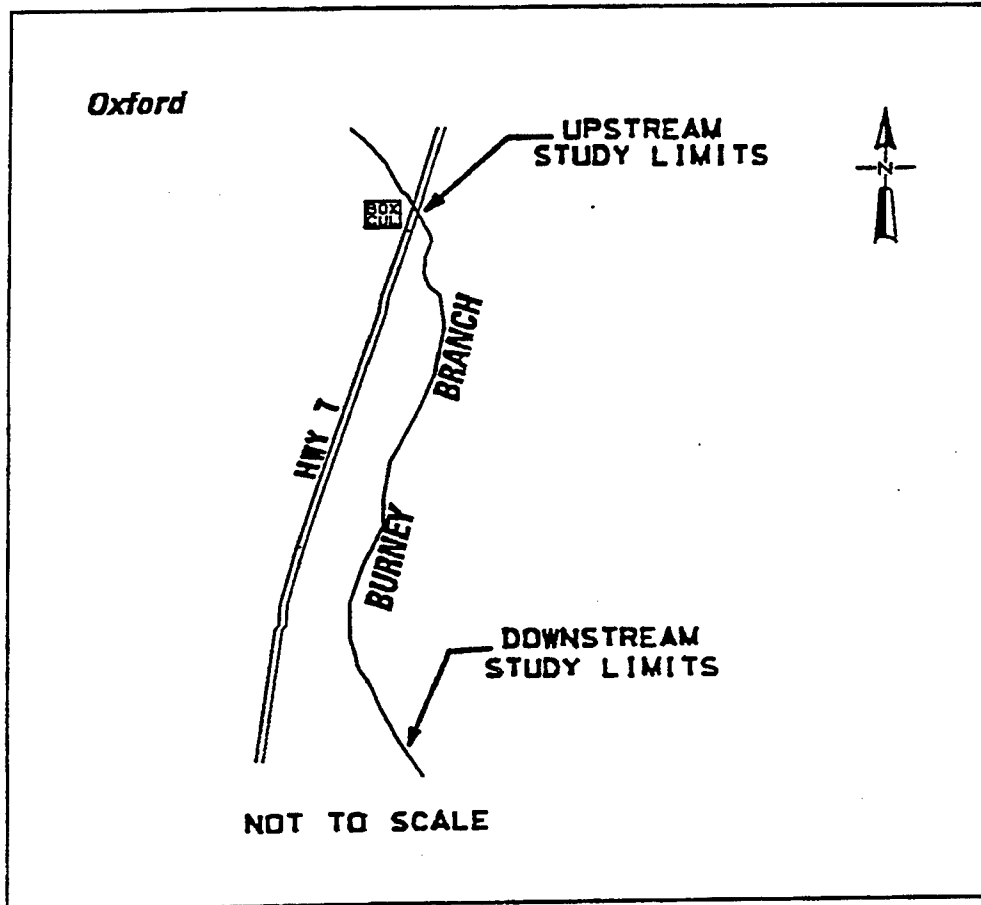 Oxford
UPSTREAM
STUDY LIMITS
N
BOX
CUL
BRANCH
HWY 7
BURNEY
DOWNSTREAM
STUDY LIMITS
NOT TO SCALE